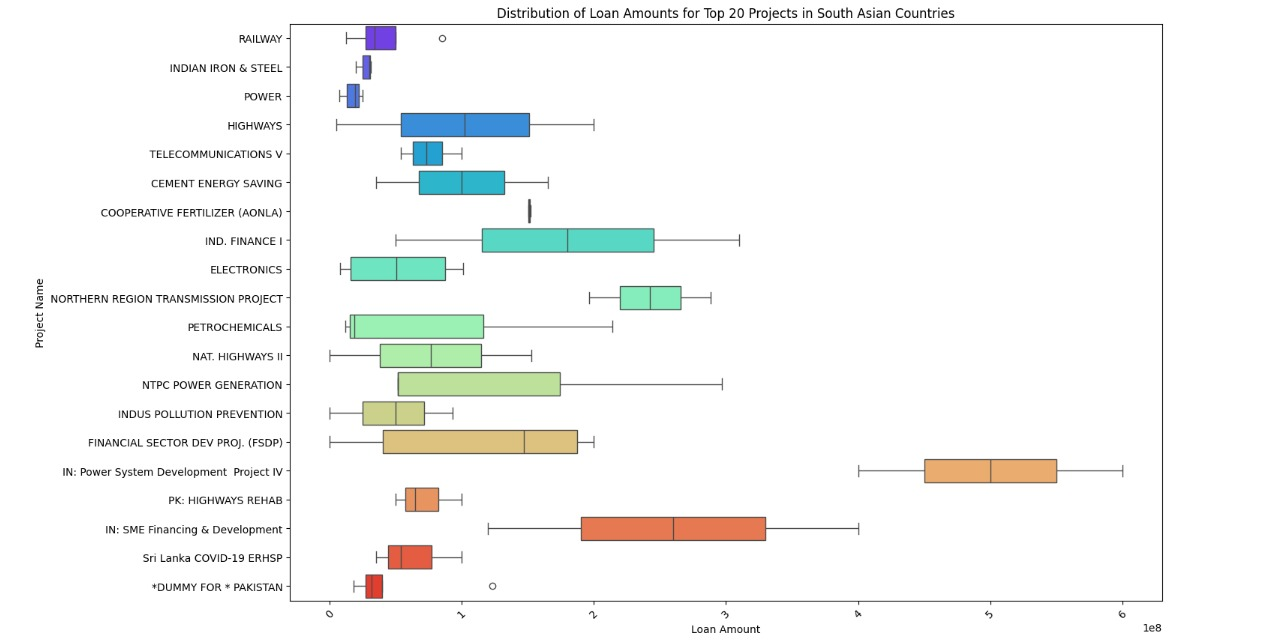 Distribution of Loan Amounts for Top 20 Projects in South Asian Countries
RAILWAY
INDIAN IRON & STEEL
POWER
HIGHWAYS
TELECOMMUNICATIONS V
CEMENT ENERGY SAVING
COOPERATIVE FERTILIZER (AONLA)
IND. FINANCE I
ELECTRONICS
NORTHERN REGION TRANSMISSION PROJECT
PETROCHEMICALS
NAT. HIGHWAYS II
NTPC POWER GENERATION
INDUS POLLUTION PREVENTION
FINANCIAL SECTOR DEV PROJ. (FSDP)
IN: Power System Development  Project IV
PK: HIGHWAYS REHAB
IN: SME Financing & Development
Sri Lanka COVID-19 ERHSP
*DUMMY FOR * PAKISTAN
Project Name
0 1 2 3 4 5 6
1e8
Loan Amount